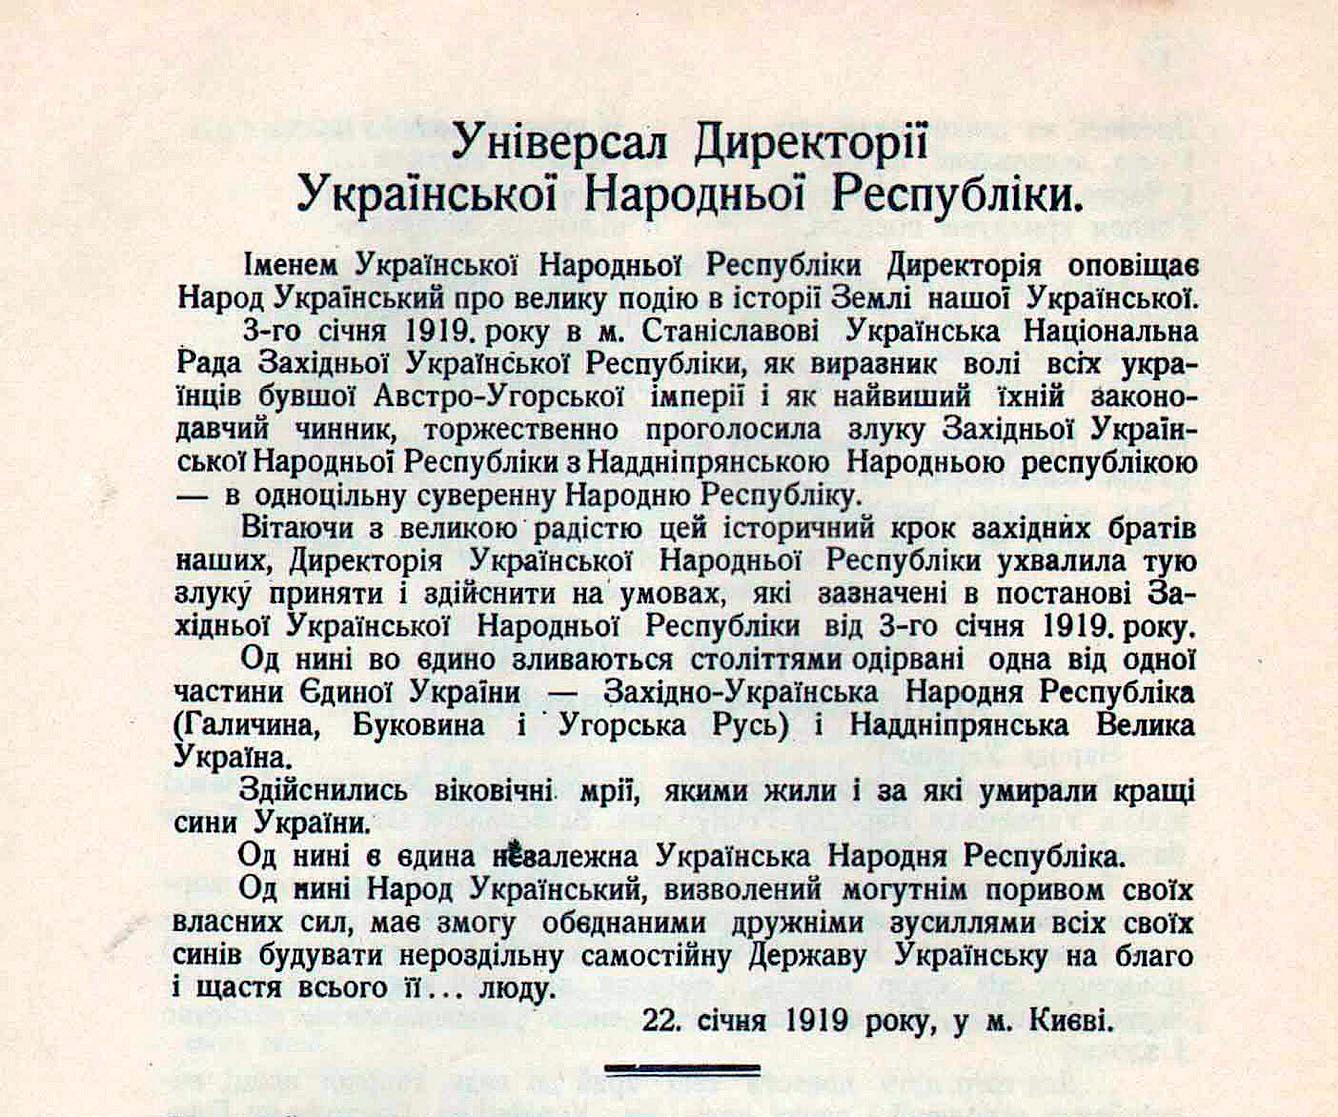 Універсал Директорії
Української Народньої Республіки.
Іменем Української Народньої Республіки Директорія оповіщає
Народ Український про велику подію в історії Землі нашої Української.
3-го січня 1919. року в м. Станіславові Українська Національна
Рада Західньої Української Республіки, як виразник волі всіх укра-
їнців бувшої Австро-Угорської імперії і як найвиший їхній законо-
давчий чинник, торжественно проголосила злуку Західньої Україн-
ської Народньої Республіки з Наддніпрянською Народньою республікою
— в одноцільну суверенну Народню Республіку.
Вітаючи з великою радістю цей історичний крок західних братів
наших, Директорія Української Народньої Республіки ухвалила тую
злуку приняти і здійснити на умовах, які зазначені в постанові За-
хідньої Української Народньої Республіки від 3-го січня 1919. року.
Од нині во єдино зливаються століттями одірвані одна від одної
частини Єдиної України — Західно-Українська Народня Республіка
(Галичина, Буковина і Угорська Русь) і Наддніпрянська Велика
Україна.
Здійснились віковічні мрії, якими жили і за які умирали кращі
сини України.
Од нині є єдина незалежна Українська Народня Республіка.
Од нині Народ Український, визволений могутнім поривом своїх
власних сил, має змогу обєднаними дружніми зусиллями всіх своїх
синів будувати нероздільну самостійну Державу Українську на благо
і щастя всього її... люду.
22. січня 1919 року, у м. Києві.